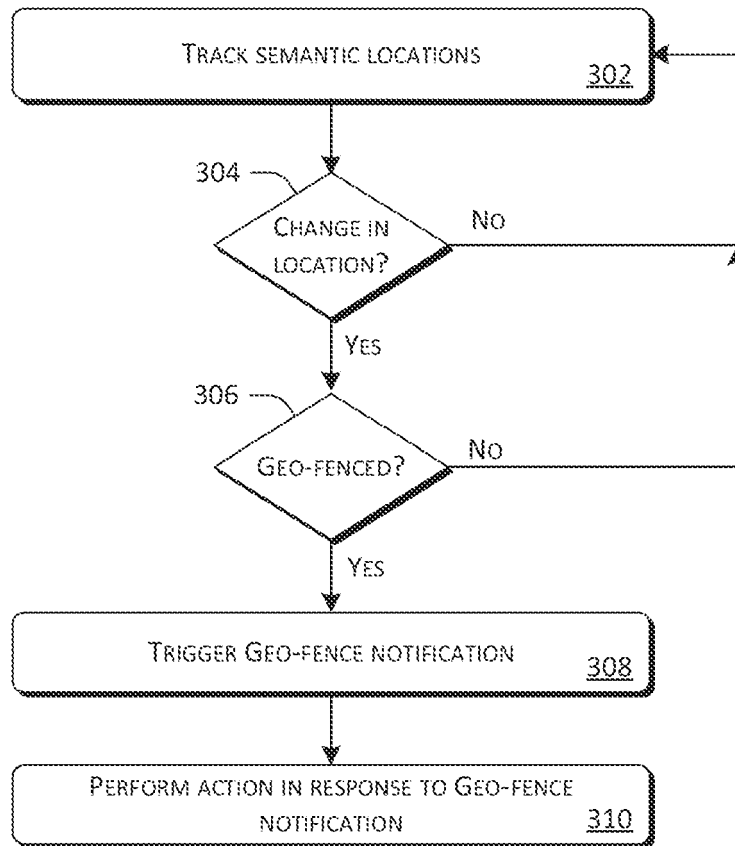 TRACK SEMANTIC LOCATIONS
302
304
CHANGE IN
LOCATION?
NO
YES
306
GEO-FENCED?
NO
YES
TRIGGER GEO-FENCE NOTIFICATION
308
PERFORM ACTION IN RESPONSE TO GEO-FENCE
NOTIFICATION
310